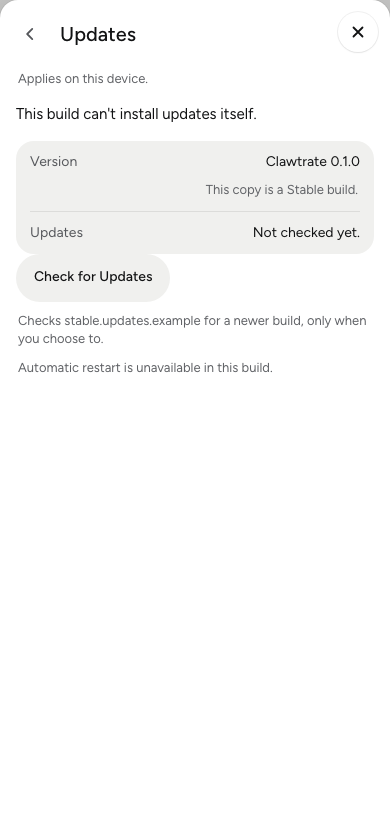 Updates
Applies on this device.
This build can't install updates itself.
Version
Clawtrate 0.1.0
This copy is a Stable build.
Updates
Not checked yet.
Check for Updates
Checks stable.updates.example for a newer build, only when
you choose to.
Automatic restart is unavailable in this build.